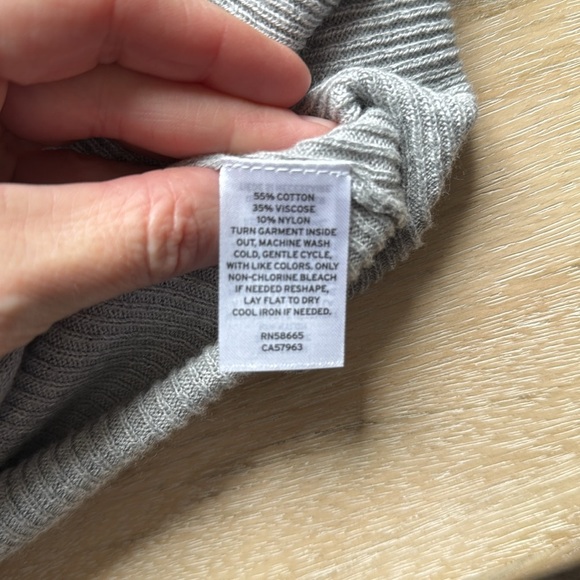 55% COTTON
35% VISCOSE
10% NYLON
TURN GARMENT INSIDE
OUT, MACHINE WASH
COLD, GENTLE CYCLE,
WITH LIKE COLORS. ONLY
NON-CHLORINE BLEACH
IF NEEDED RESHAPE,
LAY FLAT TO DRY
COOL IRON IF NEEDED.
RN58665
CA57963